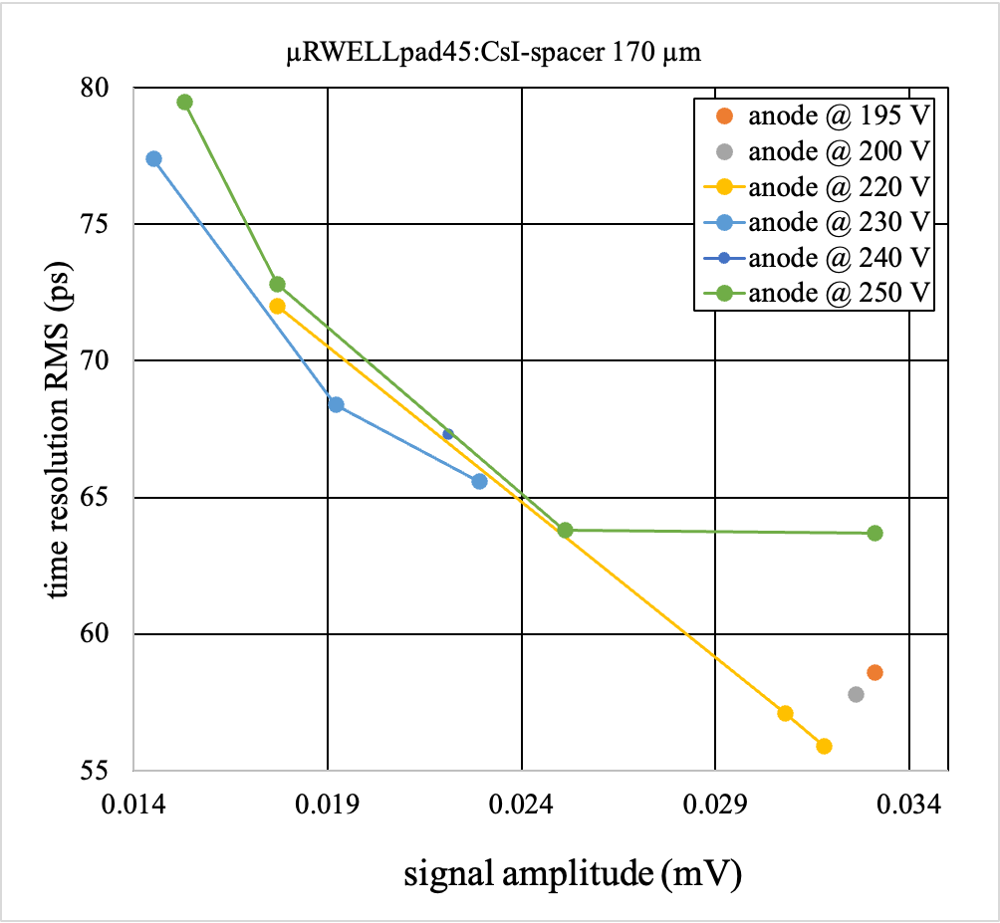 µRWELLpad45:CsI-spacer 170 µm
80
75
70
65
60
55
time resolution RMS (ps)
anode @ 195 V
anode @ 200 V
anode @ 220 V
anode @ 230 V
anode @ 240 V
anode @ 250 V
0.014 0.019 0.024 0.029 0.034
signal amplitude (mV)